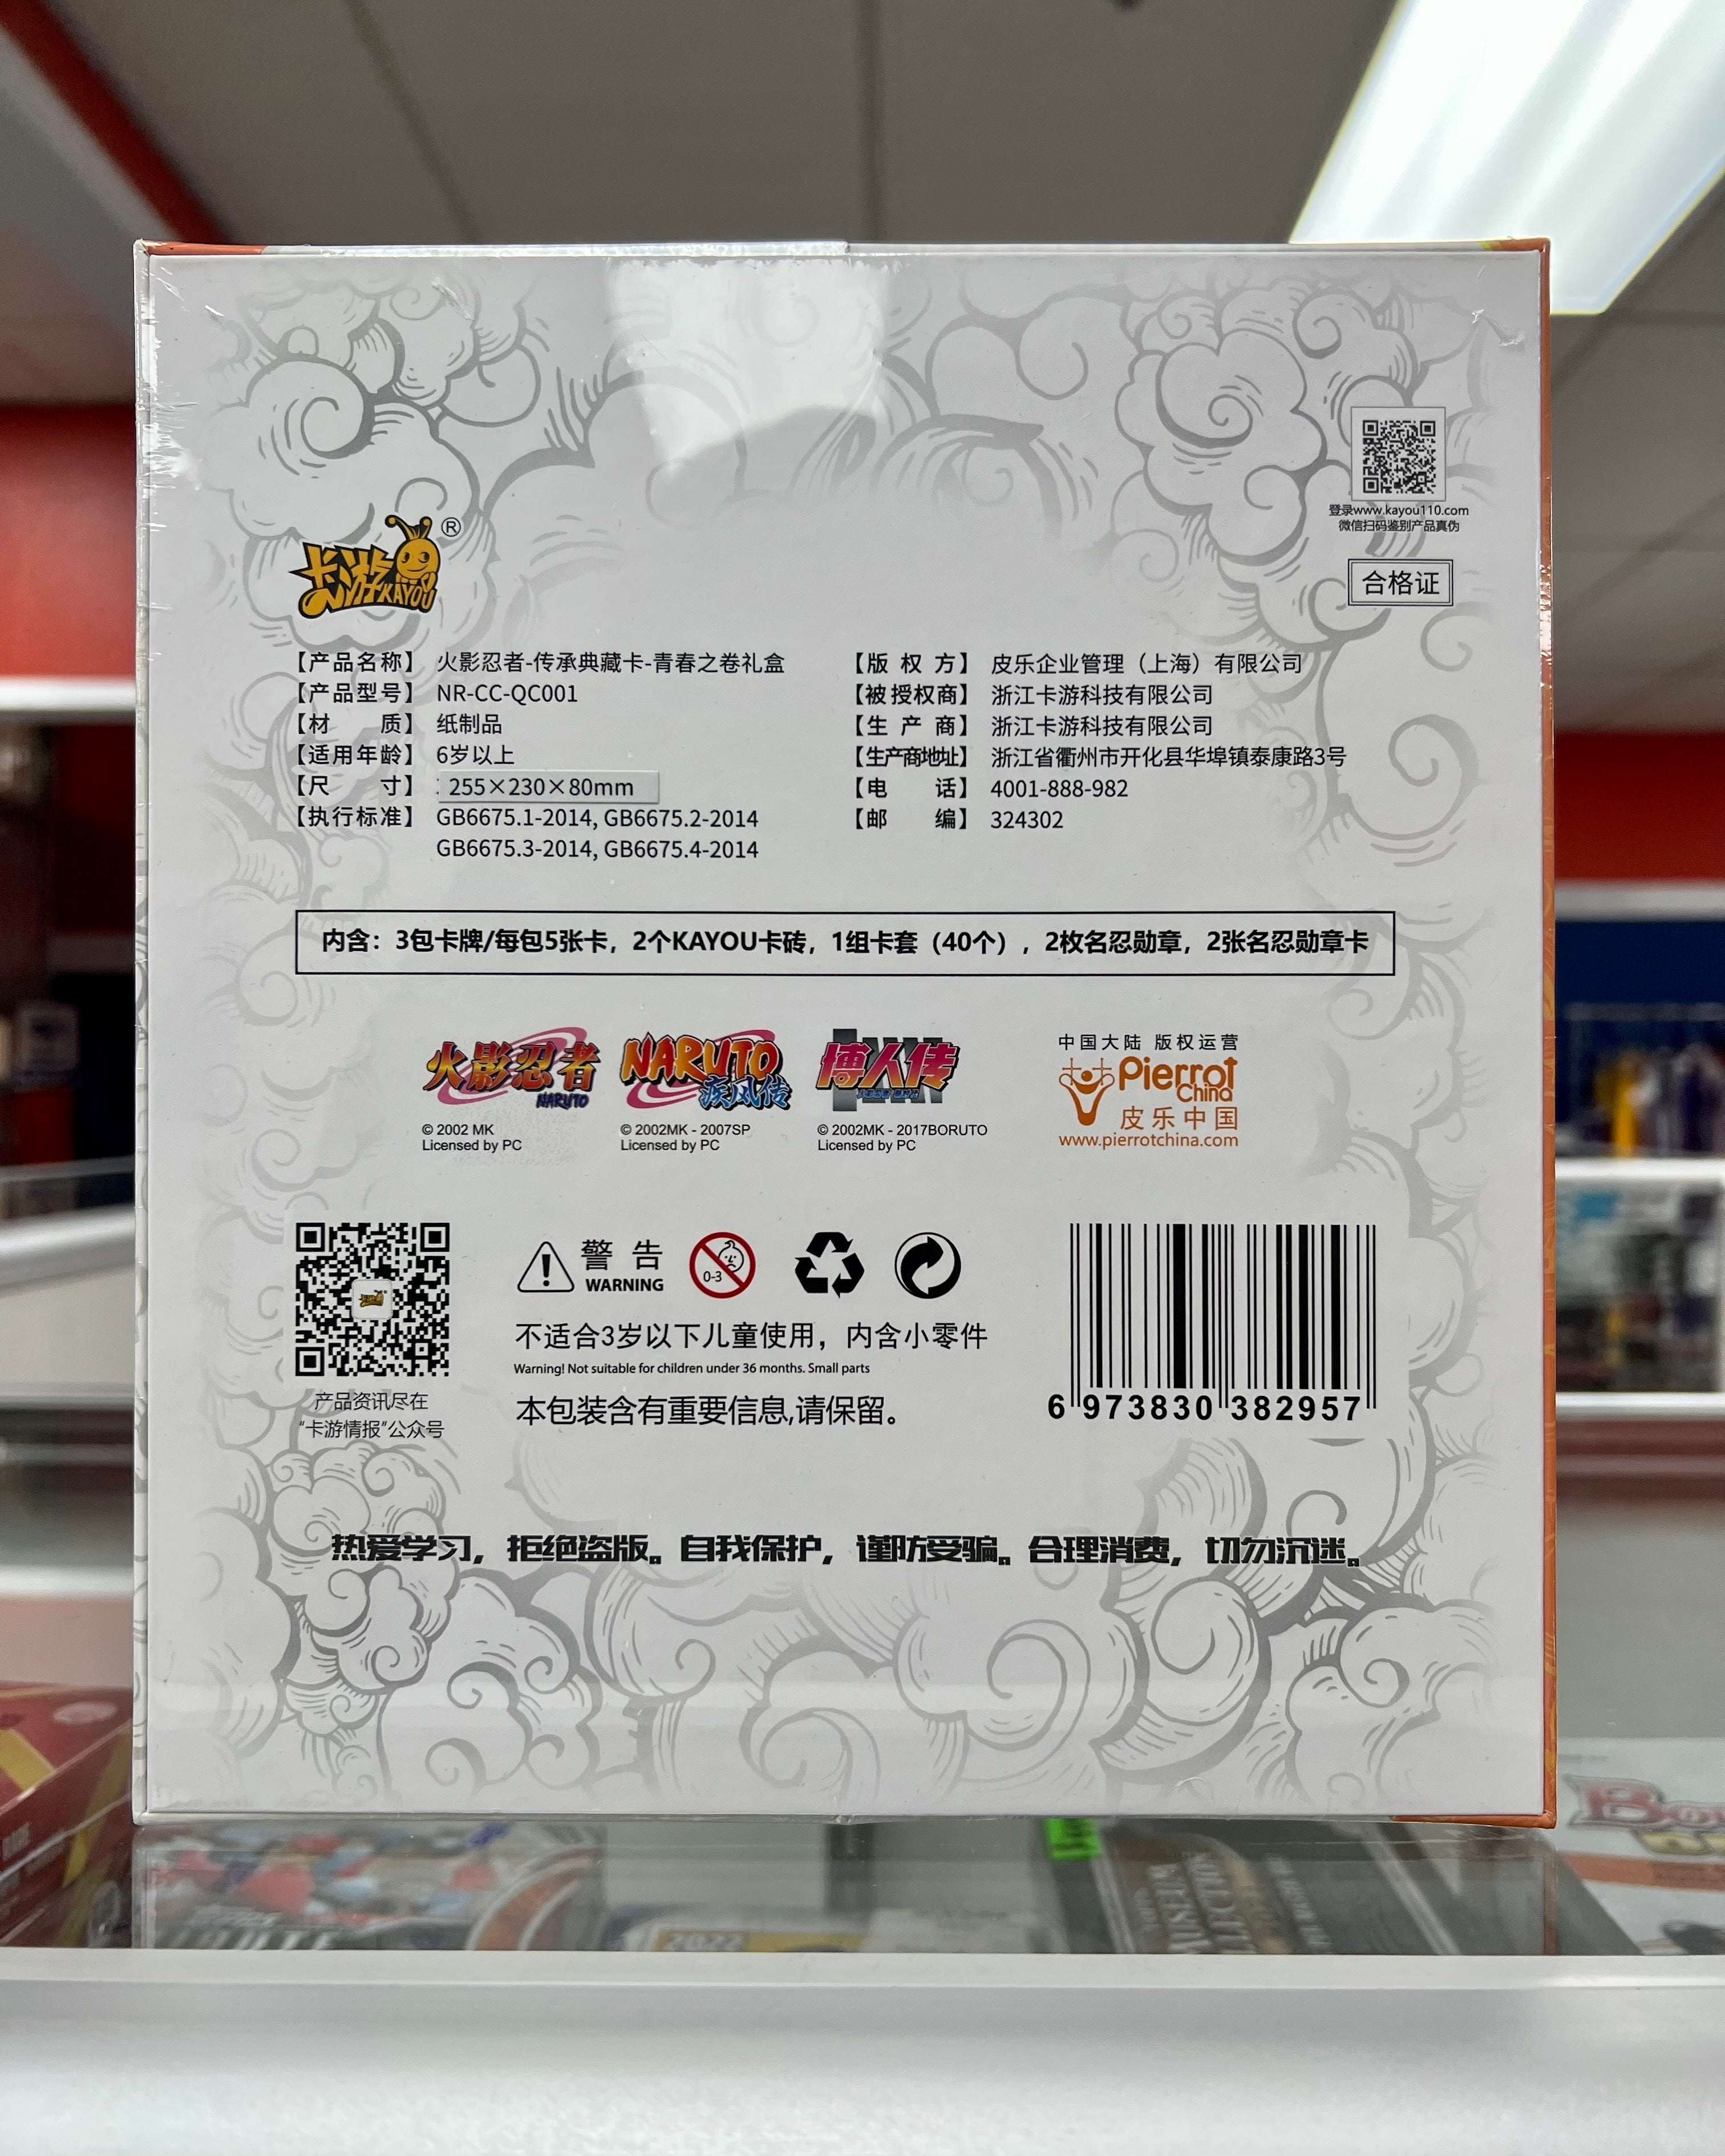 登录www.kayou110.com
微信扫码鉴别产品真伪
合格证
卡游KAYOU®
【产品名称】 火影忍者-传承典藏卡-青春之卷礼盒
【产品型号】 NR-CC-QC001
【材 质】 纸制品
【适用年龄】 6岁以上
【尺 寸】 255×230×80mm
【执行标准】 GB6675.1-2014, GB6675.2-2014
GB6675.3-2014, GB6675.4-2014
【版 权 方】 皮乐企业管理（上海）有限公司
【被授权商】 浙江卡游科技有限公司
【生 产 商】 浙江卡游科技有限公司
【生产商地址】 浙江省衢州市开化县华埠镇泰康路3号
【电 话】 4001-888-982
【邮 编】 324302
内含：3包卡牌/每包5张卡，2个KAYOU卡砖，1组卡套（40个），2枚名忍勋章，2张名忍勋章卡
火影忍者
NARUTO
© 2002 MK
Licensed by PC
NARUTO
疾风传
© 2002MK - 2007SP
Licensed by PC
博人传
© 2002MK - 2017BORUTO
Licensed by PC
中国大陆 版权运营
Pierrot
China
皮乐中国
www.pierrotchina.com
产品资讯尽在
“卡游情报”公众号
警 告
WARNING
0-3
不适合3岁以下儿童使用，内含小零件
Warning! Not suitable for children under 36 months. Small parts
本包装含有重要信息,请保留。
6 973830 382957
热爱学习，拒绝盗版。自我保护，谨防受骗。合理消费，切勿沉迷。
2022